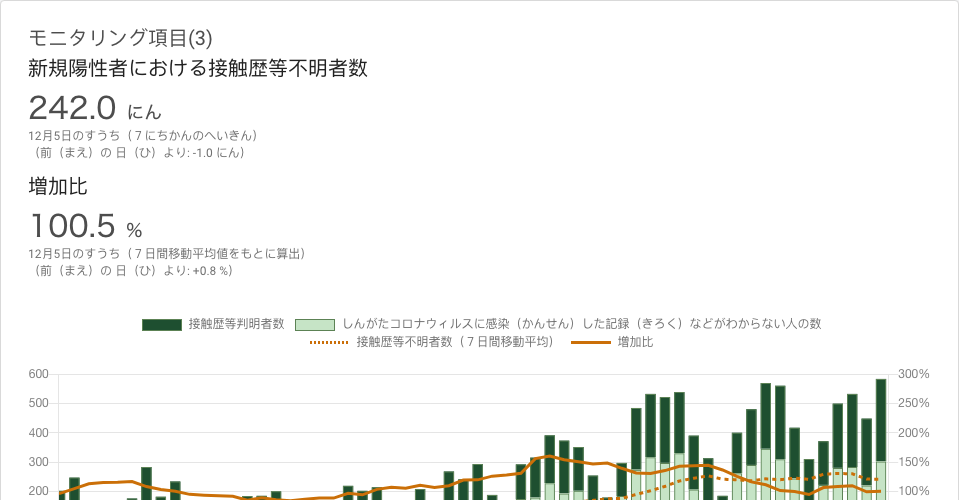 モニタリング項目(3)
新規陽性者における接触歴等不明者数
242.0 にん
12月5日のすうち（７にちかんのへいきん）
（前（まえ）の 日（ひ）より: -1.0 にん）
増加比
100.5 %
12月5日のすうち（７日間移動平均値をもとに算出）
（前（まえ）の 日（ひ）より: +0.8 %）
接触歴等判明者数 しんがたコロナウィルスに感染（かんせん）した記録（きろく）などがわからない人の数
接触歴等不明者数（７日間移動平均） 増加比
600 300%
500 250%
400 200%
300 150%
200 100%